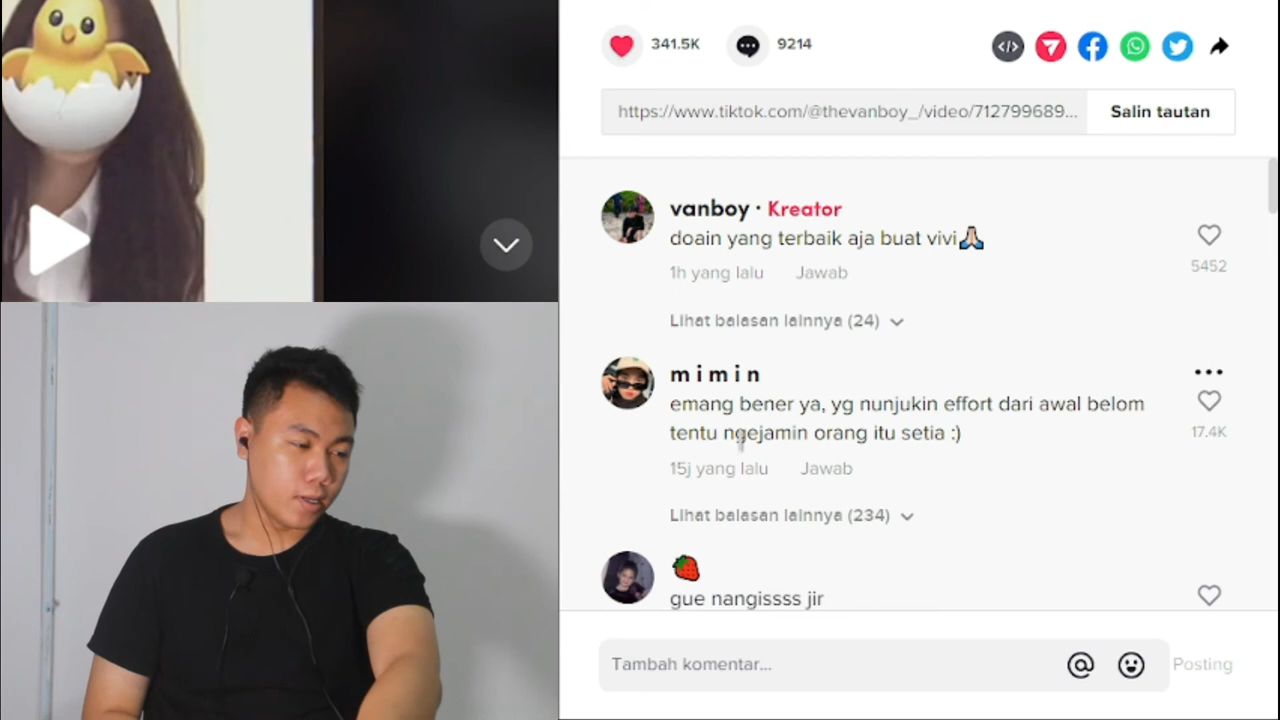 341.5K
9214
https://www.tiktok.com/@thevanboy_/video/712799689...
Salin tautan
vanboy · Kreator
doain yang terbaik aja buat vivi🙏🏻
5452
1h yang lalu Jawab
Lihat balasan lainnya (24)
m i m i n
emang bener ya, yg nunjukin effort dari awal belom
tentu ngejamin orang itu setia :)
17.4K
15j yang lalu Jawab
Lihat balasan lainnya (234)
🍓
gue nangissss jir
Tambah komentar...
Posting